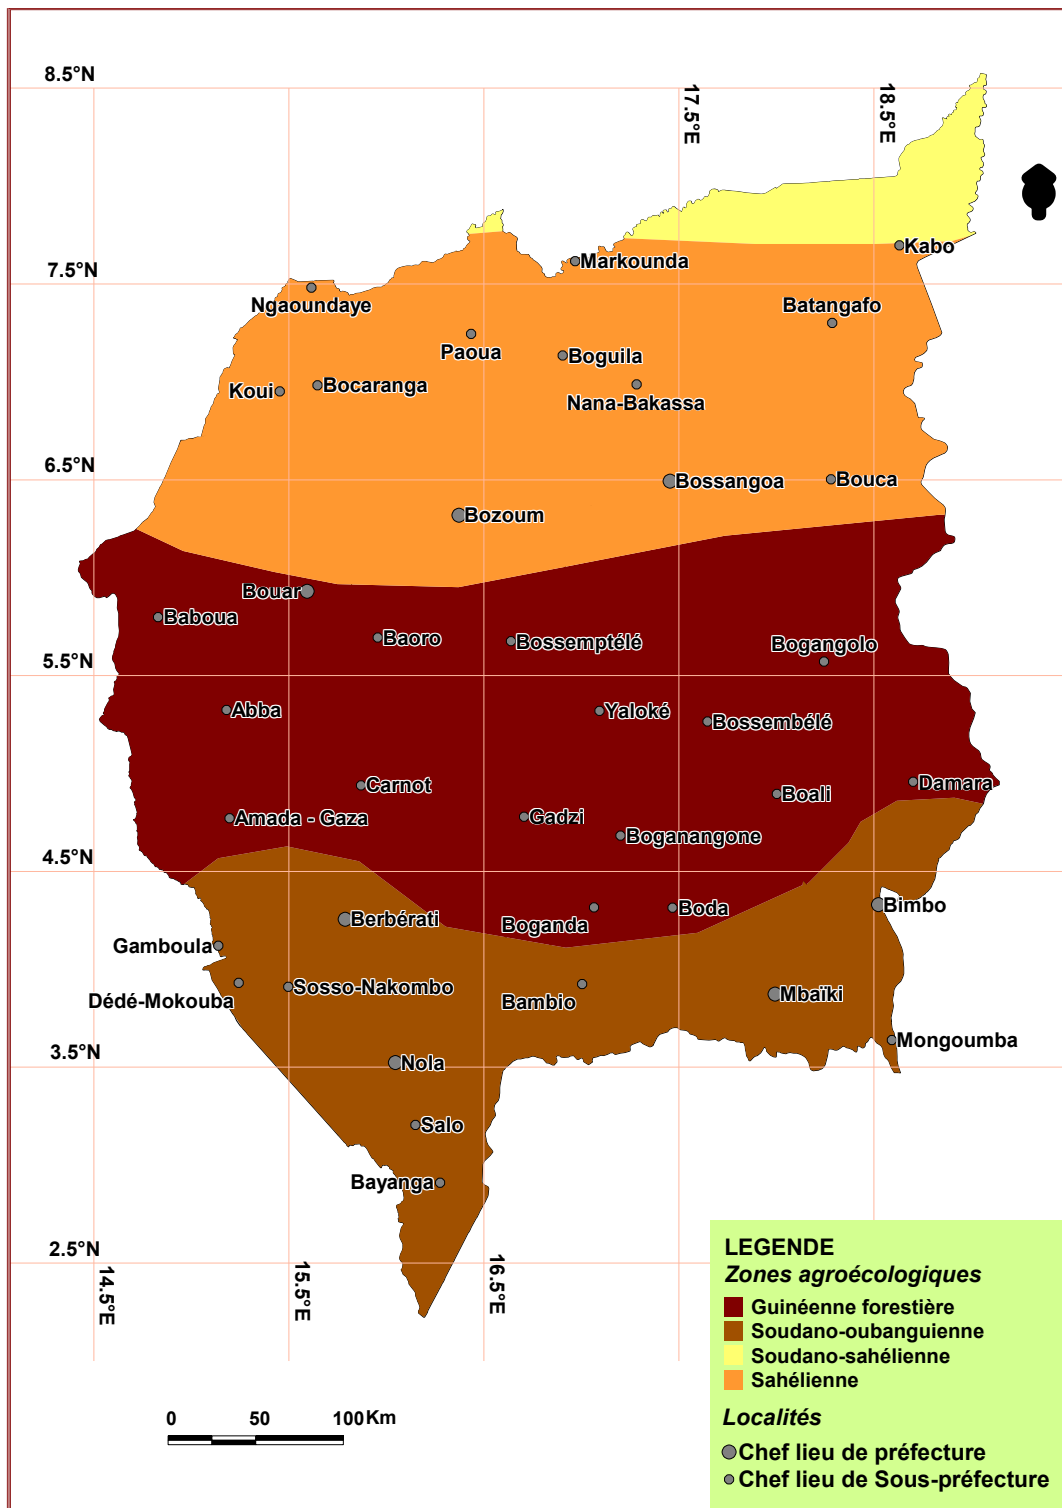 8.5°N
17.5°E
18.5°E
Kabo
Markounda
7.5°N
Ngaoundaye
Batangafo
Paoua
Boguila
Koui
Bocaranga
Nana-Bakassa
6.5°N
Bossangoa
Bouca
Bozoum
Bouar
Baboua
Baoro
Bossemptélé
Bogangolo
5.5°N
Abba
Yaloké
Bossembélé
Carnot
Damara
Boali
Amada - Gaza
Gadzi
Boganangone
4.5°N
Berbérati
Boganda
Boda
Bimbo
Gamboula
Dédé-Mokouba
Sosso-Nakombo
Bambio
Mbaïki
Mongoumba
3.5°N
Nola
Salo
Bayanga
2.5°N
14.5°E
15.5°E
16.5°E
LEGENDE
Zones agroécologiques
Guinéenne forestière
Soudano-oubanguienne
Soudano-sahélienne
Sahélienne
Localités
Chef lieu de préfecture
Chef lieu de Sous-préfecture
0 50 100Km